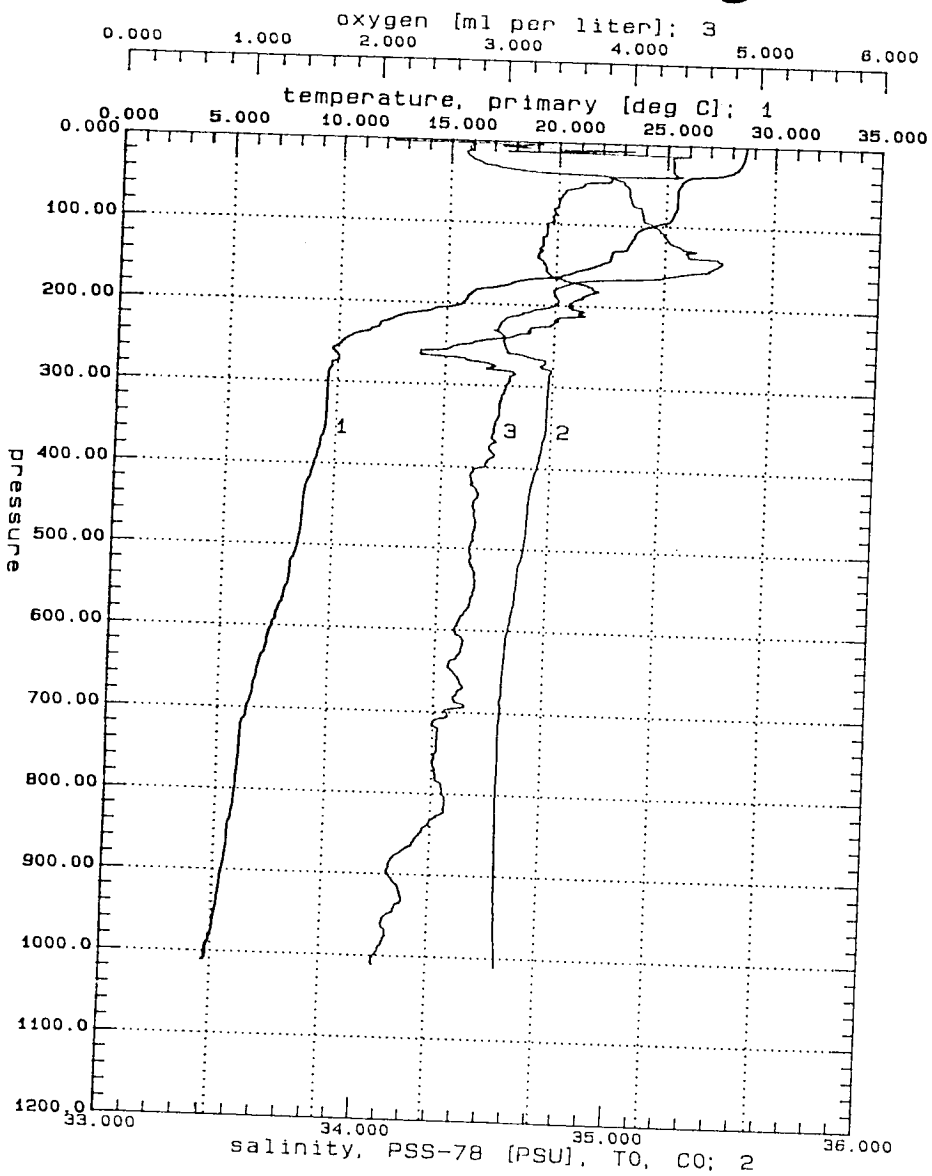 oxygen [ml per liter]; 3
0.000 1.000 2.000 3.000 4.000 5.000 6.000
temperature, primary [deg C]; 1
0.000 5.000 10.000 15.000 20.000 25.000 30.000 35.000
0.000
100.00
200.00
300.00
1 3 2
400.00
pressure
500.00
600.00
700.00
800.00
900.00
1000.0
1100.0
1200.0
33.000 34.000 35.000 36.000
salinity, PSS-78 [PSU], T0, C0; 2